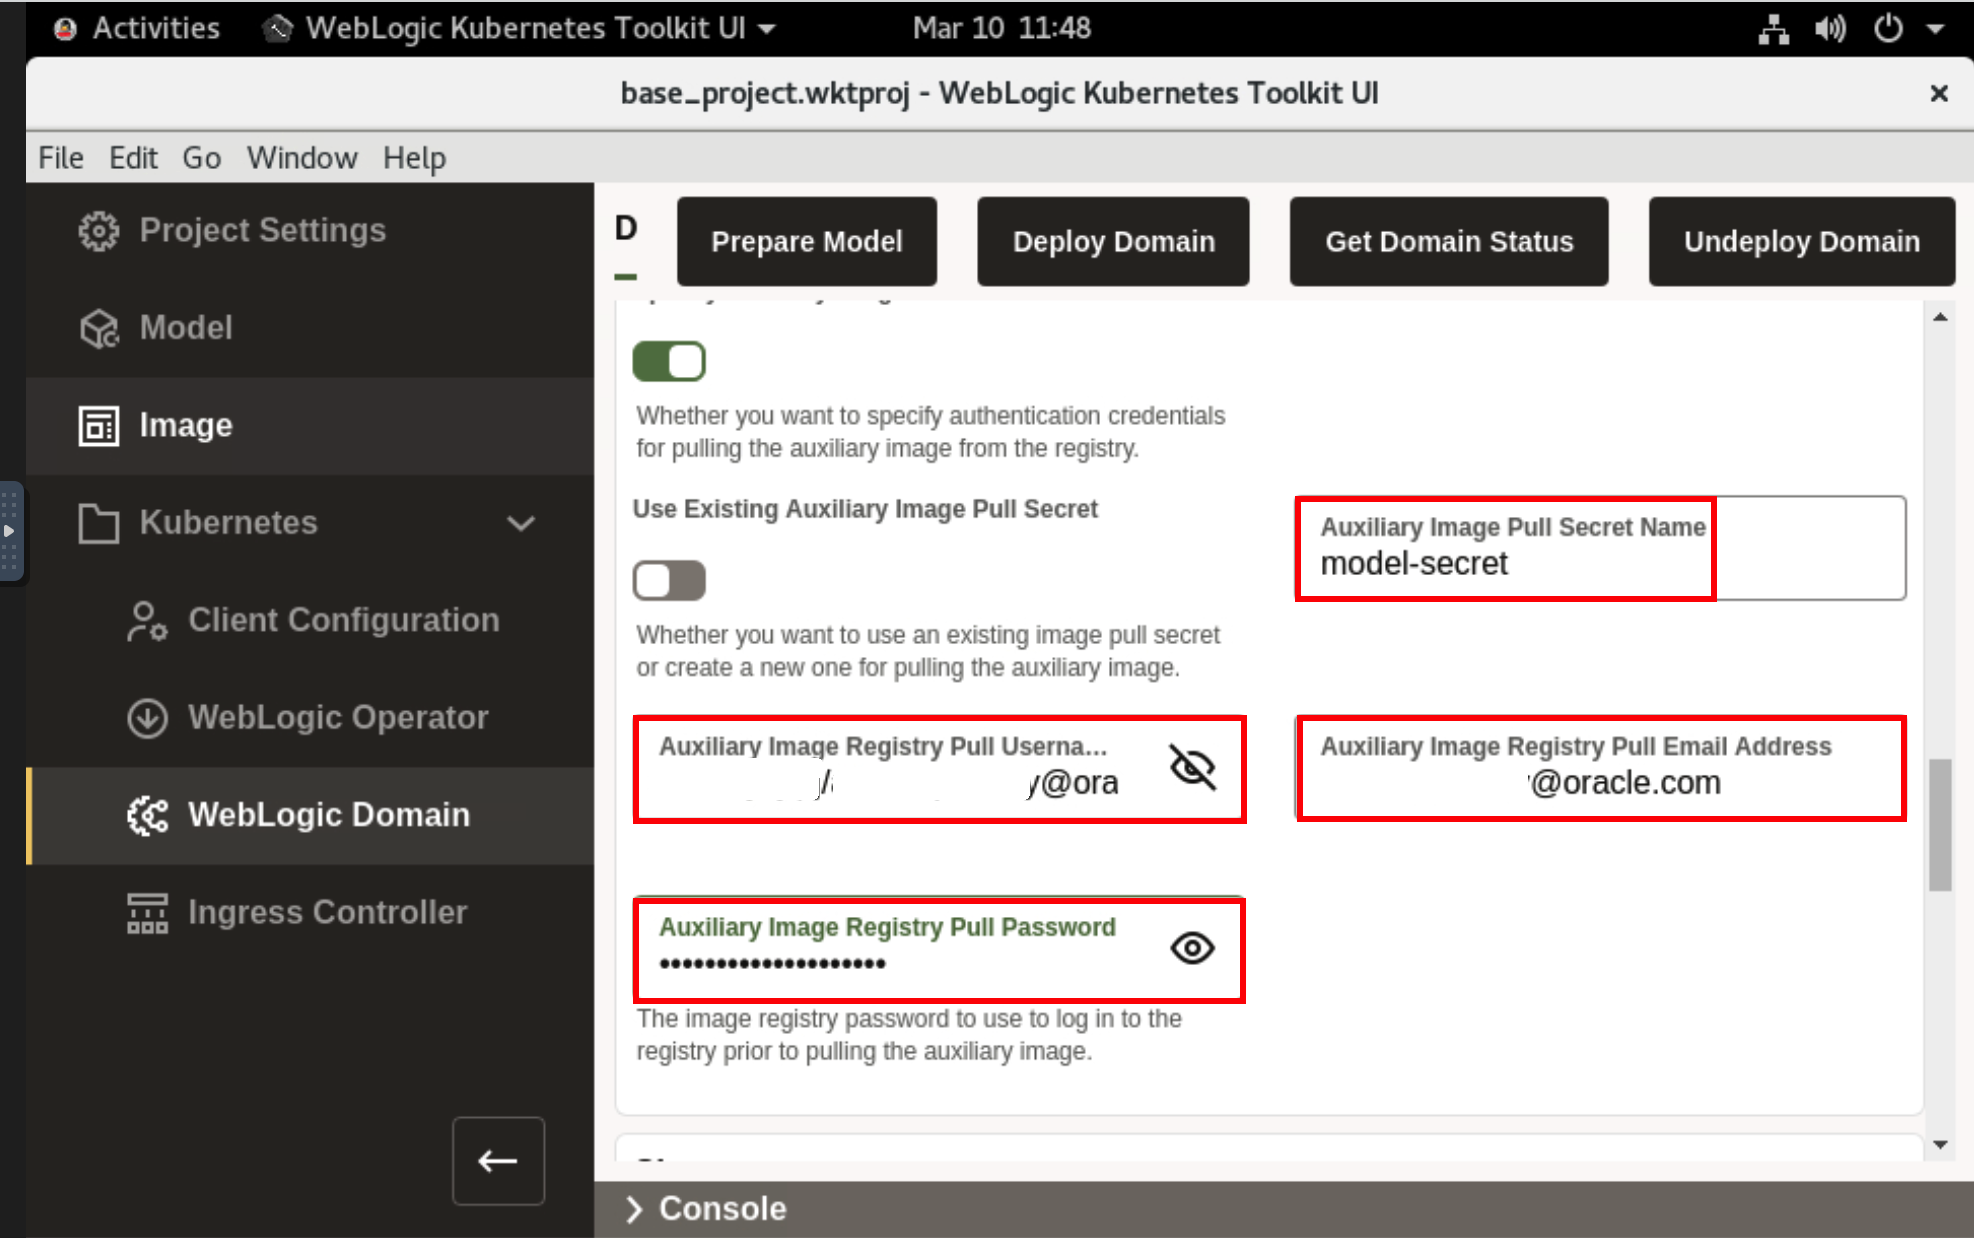 Activities WebLogic Kubernetes Toolkit UI Mar 10 11:48
base_project.wktproj - WebLogic Kubernetes Toolkit UI
File Edit Go Window Help
Project Settings
Model
Image
Kubernetes
Client Configuration
WebLogic Operator
WebLogic Domain
Ingress Controller
D Prepare Model Deploy Domain Get Domain Status Undeploy Domain
Whether you want to specify authentication credentials
for pulling the auxiliary image from the registry.
Use Existing Auxiliary Image Pull Secret
Auxiliary Image Pull Secret Name
model-secret
Whether you want to use an existing image pull secret
or create a new one for pulling the auxiliary image.
Auxiliary Image Registry Pull Userna...
y@ora
Auxiliary Image Registry Pull Email Address
@oracle.com
Auxiliary Image Registry Pull Password
••••••••••••••••••••
The image registry password to use to log in to the
registry prior to pulling the auxiliary image.
Console